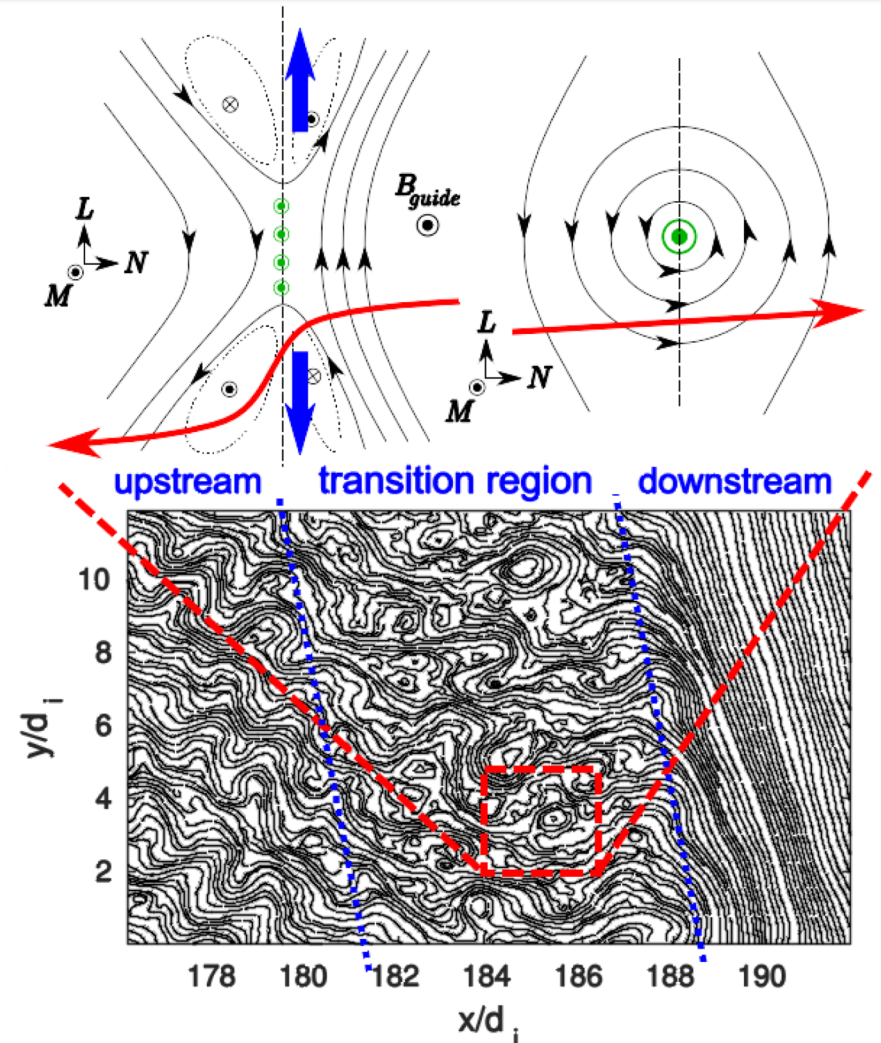 B_guide
L
N
M
L
N
M
upstream transition region downstream
10
8
6
4
2
y/d_i
178 180 182 184 186 188 190
x/d_i